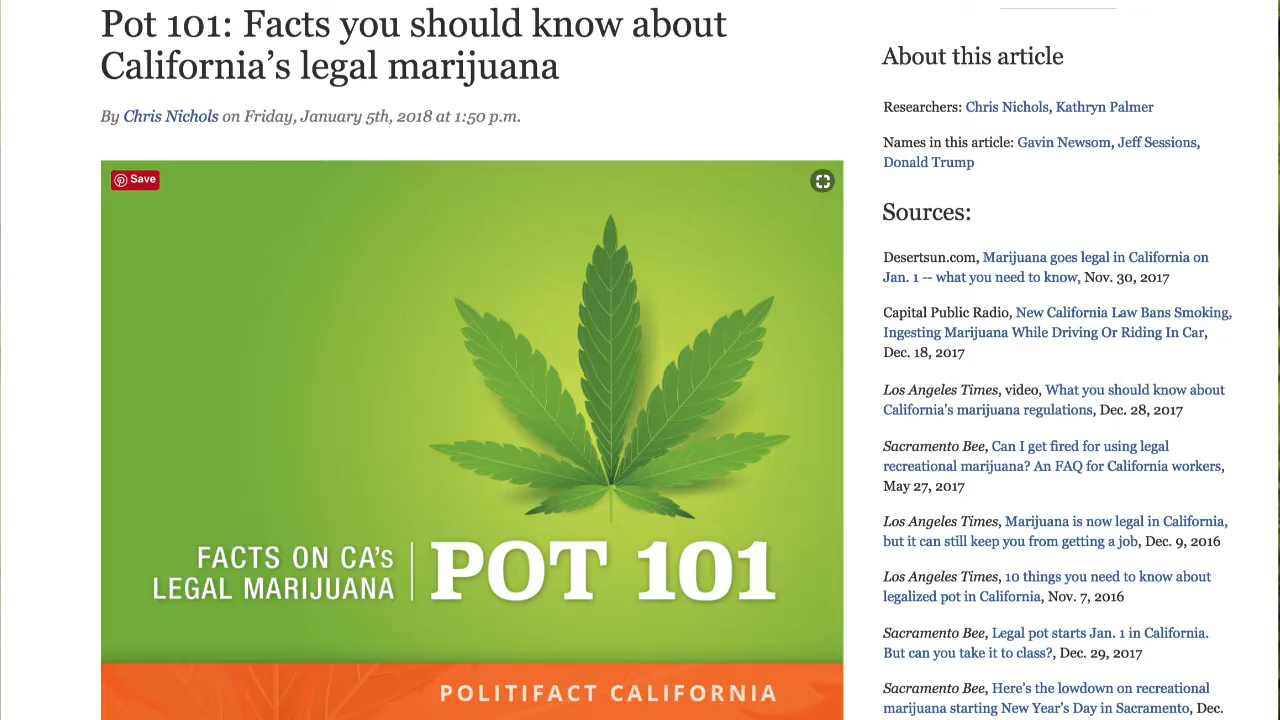 Pot 101: Facts you should know about
California’s legal marijuana
By Chris Nichols on Friday, January 5th, 2018 at 1:50 p.m.
Save
FACTS ON CA’s
LEGAL MARIJUANA
POT 101
POLITIFACT CALIFORNIA
About this article
Researchers: Chris Nichols, Kathryn Palmer
Names in this article: Gavin Newsom, Jeff Sessions,
Donald Trump
Sources:
Desertsun.com, Marijuana goes legal in California on
Jan. 1 -- what you need to know, Nov. 30, 2017
Capital Public Radio, New California Law Bans Smoking,
Ingesting Marijuana While Driving Or Riding In Car,
Dec. 18, 2017
Los Angeles Times, video, What you should know about
California’s marijuana regulations, Dec. 28, 2017
Sacramento Bee, Can I get fired for using legal
recreational marijuana? An FAQ for California workers,
May 27, 2017
Los Angeles Times, Marijuana is now legal in California,
but it can still keep you from getting a job, Dec. 9, 2016
Los Angeles Times, 10 things you need to know about
legalized pot in California, Nov. 7, 2016
Sacramento Bee, Legal pot starts Jan. 1 in California.
But can you take it to class?, Dec. 29, 2017
Sacramento Bee, Here’s the lowdown on recreational
marijuana starting New Year’s Day in Sacramento, Dec.